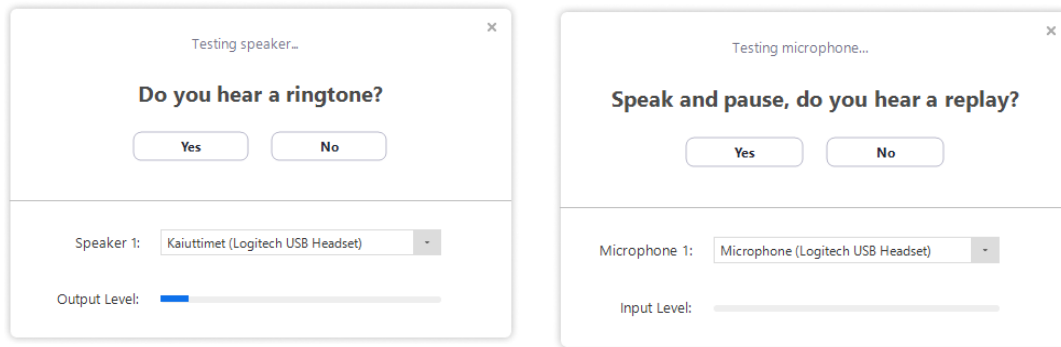 Testing speaker...
Do you hear a ringtone?
Yes No
Speaker 1: Kaiuttimet (Logitech USB Headset)
Output Level:
Testing microphone...
Speak and pause, do you hear a replay?
Yes No
Microphone 1: Microphone (Logitech USB Headset)
Input Level: